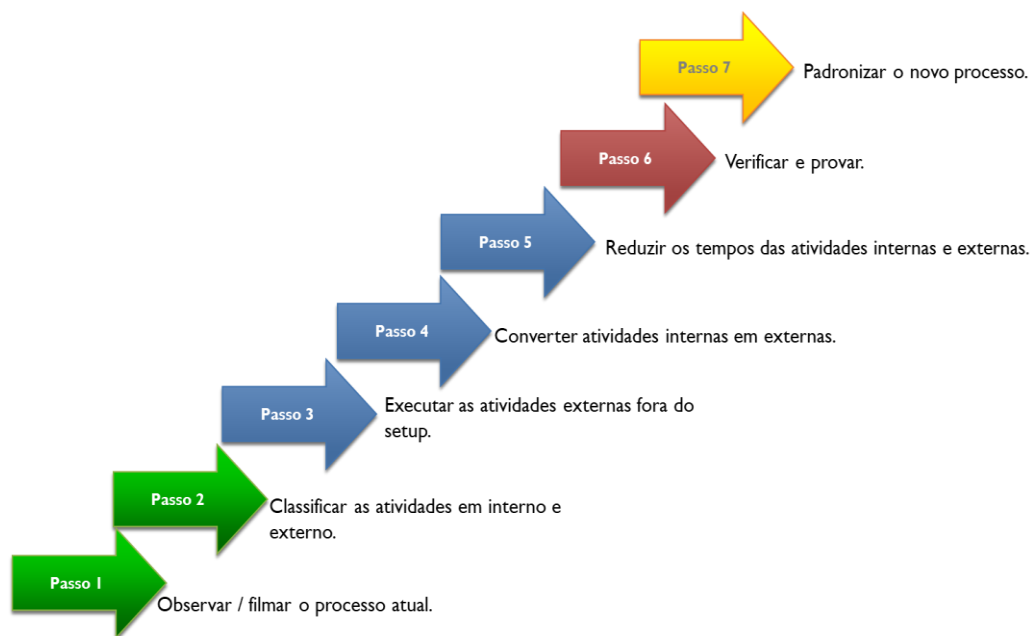 Passo 7
Padronizar o novo processo.
Passo 6
Verificar e provar.
Passo 5
Reduzir os tempos das atividades internas e externas.
Passo 4
Converter atividades internas em externas.
Passo 3
Executar as atividades externas fora do
setup.
Passo 2
Classificar as atividades em interno e
externo.
Passo 1
Observar / filmar o processo atual.